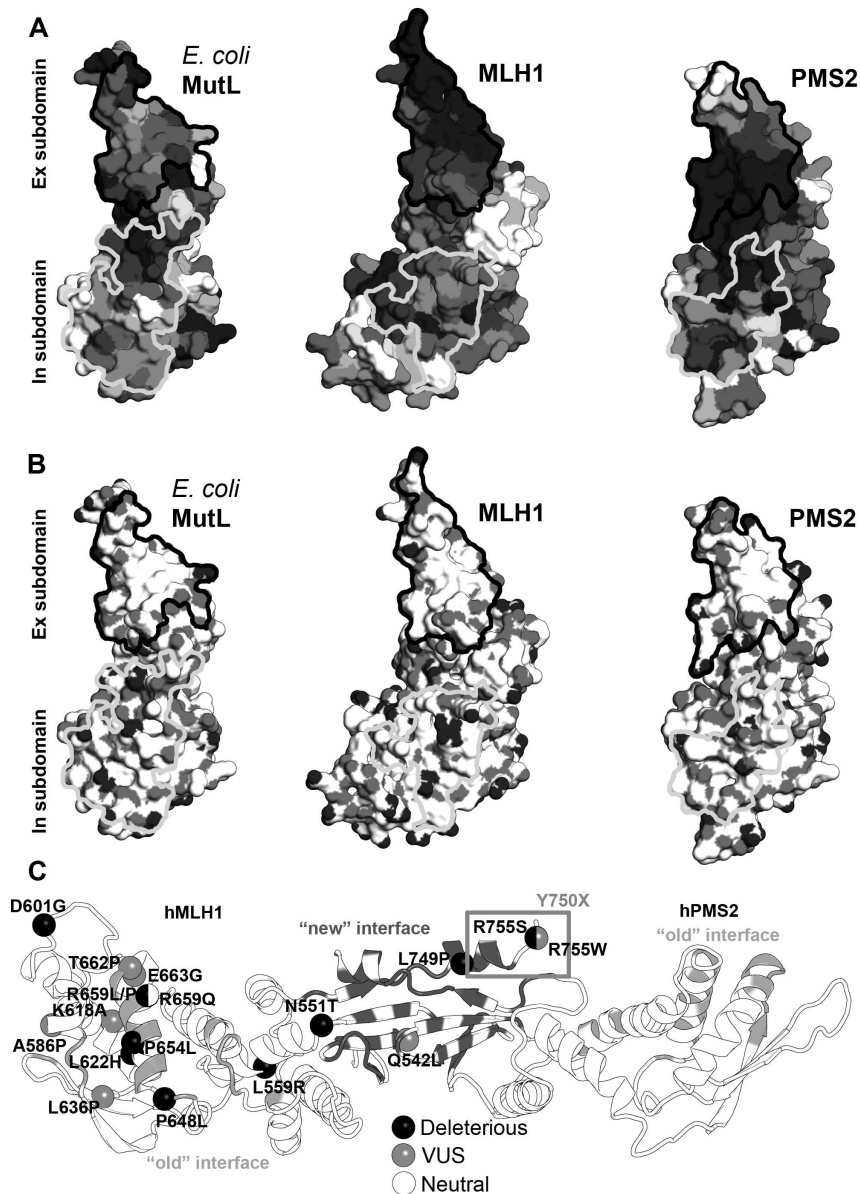 A
E. coli
MutL
MLH1
PMS2
Ex subdomain
In subdomain
B
E. coli
MutL
MLH1
PMS2
Ex subdomain
In subdomain
C
D601G
hMLH1
Y750X
hPMS2
"new" interface
R755S
"old" interface
T662P
E663G
L749P
R755W
R659L/P
R659Q
K618A
N551T
A586P
P654L
L622H
Q542L
L559R
L636P
P648L
"old" interface
Deleterious
VUS
Neutral